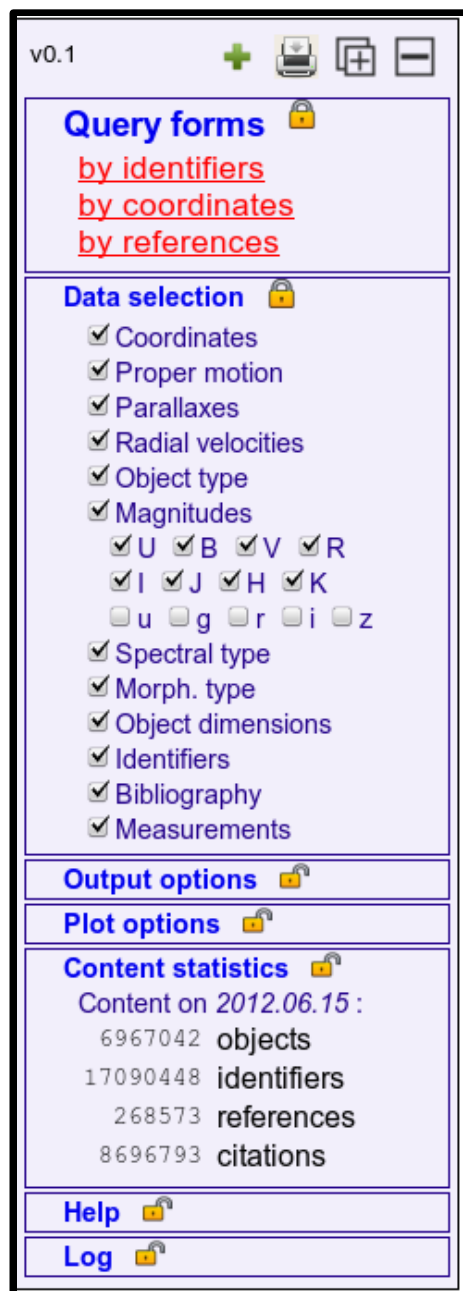 v0.1
Query forms
by identifiers
by coordinates
by references
Data selection
Coordinates
Proper motion
Parallaxes
Radial velocities
Object type
Magnitudes
U B V R
I J H K
u g r i z
Spectral type
Morph. type
Object dimensions
Identifiers
Bibliography
Measurements
Output options
Plot options
Content statistics
Content on 2012.06.15 :
6967042 objects
17090448 identifiers
268573 references
8696793 citations
Help
Log